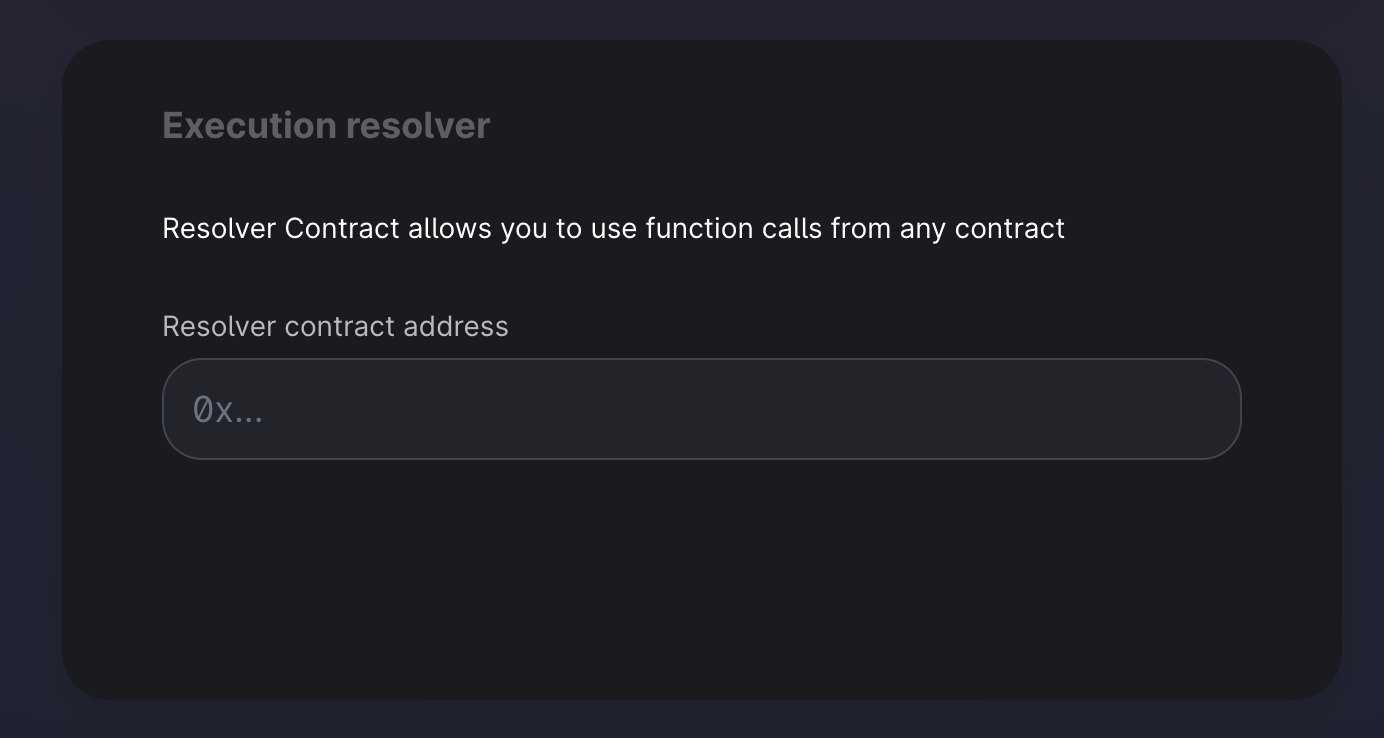 Execution resolver
Resolver Contract allows you to use function calls from any contract
Resolver contract address
0x...